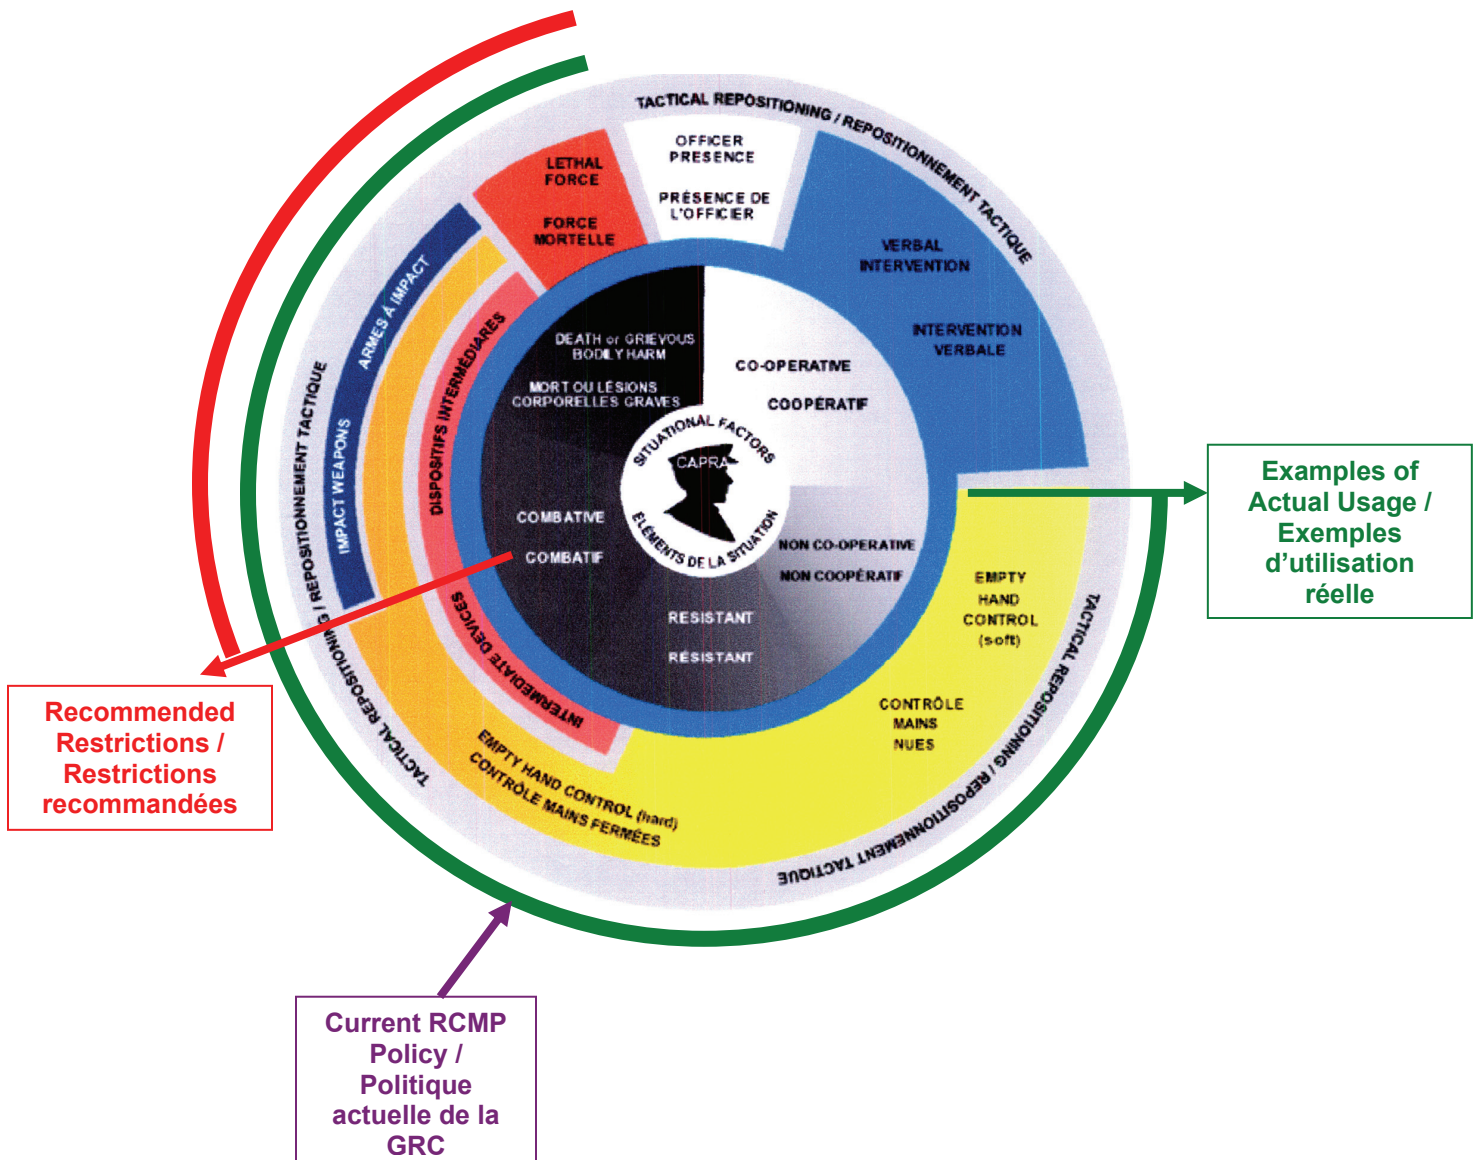 TACTICAL REPOSITIONING / REPOSITIONNEMENT TACTIQUE
OFFICER
PRESENCE
PRÉSENCE DE
L'OFFICIER
LETHAL
FORCE
FORCE
MORTELLE
VERBAL
INTERVENTION
INTERVENTION
VERBALE
IMPACT WEAPONS
ARMES À IMPACT
INTERMEDIATE DEVICES
DISPOSITIFS INTERMÉDIARES
DEATH or GRIEVOUS
BODILY HARM
MORT OU LÉSIONS
CORPORELLES GRAVES
CO-OPERATIVE
COOPÉRATIF
SITUATIONAL FACTORS
CAPRA
ÉLÉMENTS DE LA SITUATION
COMBATIVE
COMBATIF
NON CO-OPERATIVE
NON COOPÉRATIF
RESISTANT
RÉSISTANT
EMPTY
HAND
CONTROL
(soft)
CONTRÔLE
MAINS
NUES
EMPTY HAND CONTROL (hard)
CONTRÔLE MAINS FERMÉES
TACTICAL REPOSITIONING / REPOSITIONNEMENT TACTIQUE
TACTICAL REPOSITIONING / REPOSITIONNEMENT TACTIQUE
Examples of
Actual Usage /
Exemples
d'utilisation
réelle
Recommended
Restrictions /
Restrictions
recommandées
Current RCMP
Policy /
Politique
actuelle de la
GRC